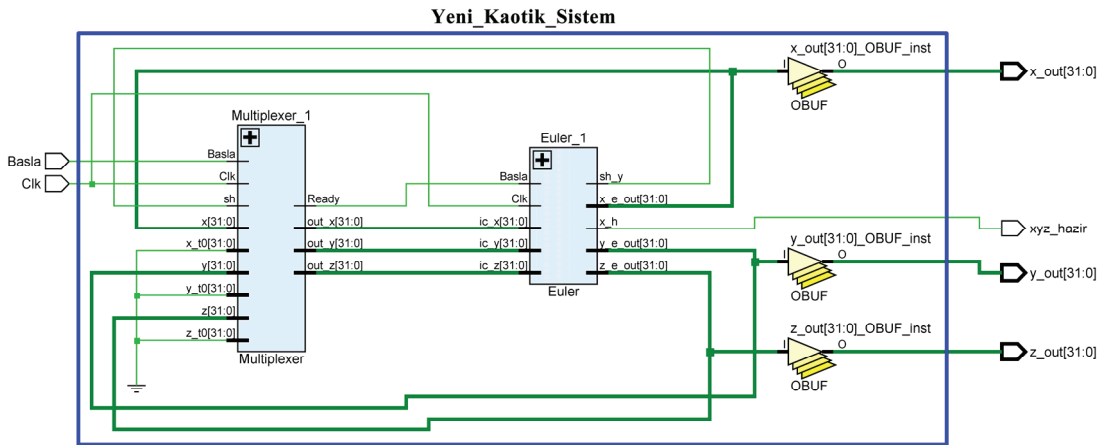 Yeni_Kaotik_Sistem
x_out[31:0]_OBUF_inst
I
O
x_out[31:0]
OBUF
Multiplexer_1
Euler_1
Basla
Clk
Basla
Clk
sh
x[31:0]
x_t0[31:0]
y[31:0]
y_t0[31:0]
z[31:0]
z_t0[31:0]
Ready
out_x[31:0]
out_y[31:0]
out_z[31:0]
Multiplexer
Basla
Clk
ic_x[31:0]
ic_y[31:0]
ic_z[31:0]
sh_y
x_e_out[31:0]
x_h
y_e_out[31:0]
z_e_out[31:0]
Euler
xyz_hazir
y_out[31:0]_OBUF_inst
I
O
y_out[31:0]
OBUF
z_out[31:0]_OBUF_inst
I
O
z_out[31:0]
OBUF